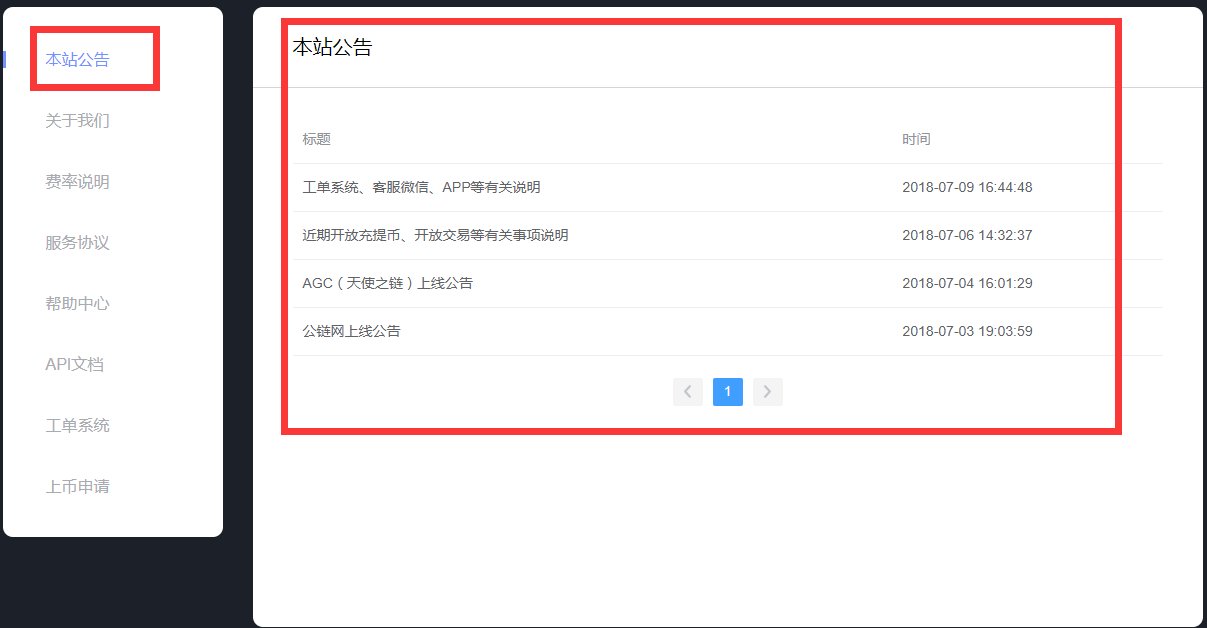 本站公告
关于我们
费率说明
服务协议
帮助中心
API文档
工单系统
上币申请
本站公告
标题 时间
工单系统、客服微信、APP等有关说明 2018-07-09 16:44:48
近期开放充提币、开放交易等有关事项说明 2018-07-06 14:32:37
AGC（天使之链）上线公告 2018-07-04 16:01:29
公链网上线公告 2018-07-03 19:03:59
1